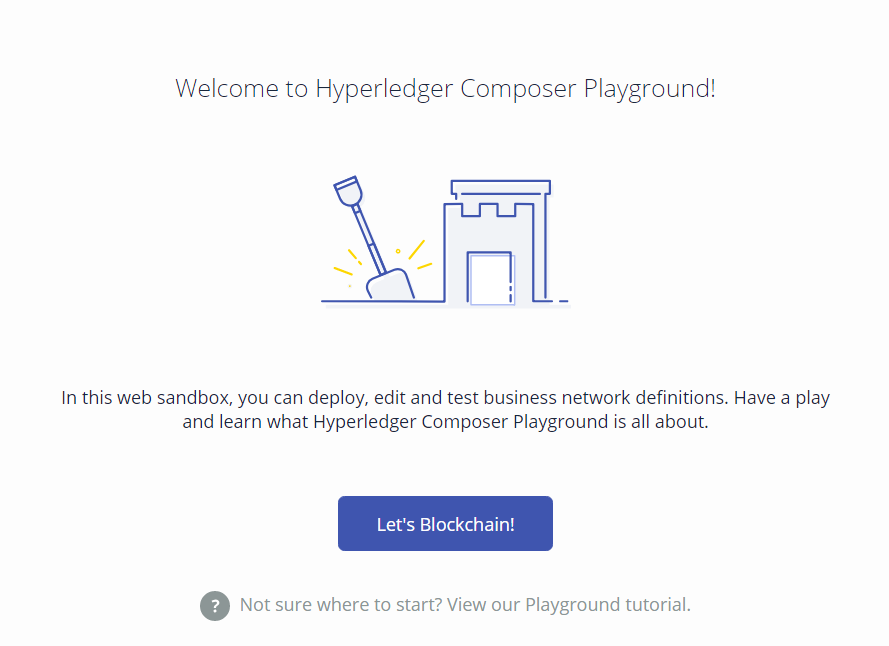 Welcome to Hyperledger Composer Playground!
In this web sandbox, you can deploy, edit and test business network definitions. Have a play
and learn what Hyperledger Composer Playground is all about.
Let's Blockchain!
? Not sure where to start? View our Playground tutorial.